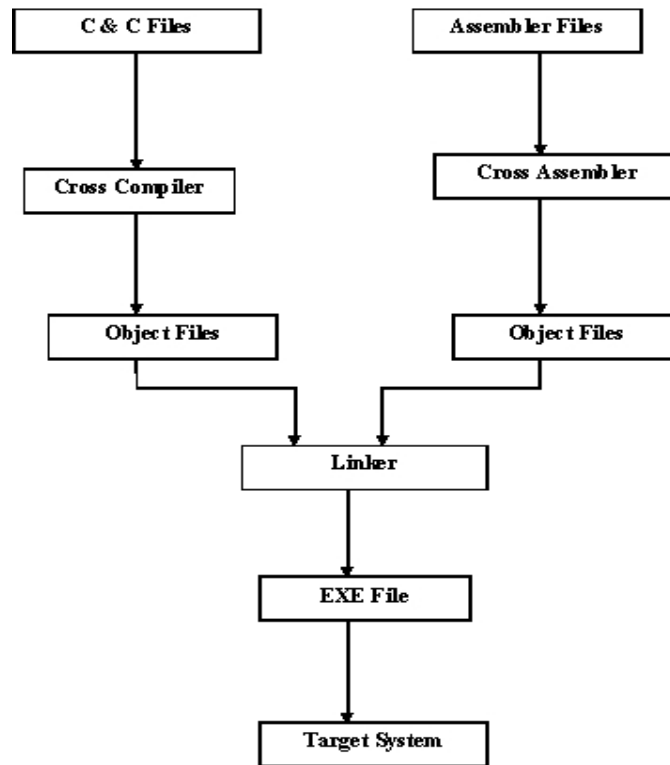 C & C Files
Assembler Files
Cross Compiler
Cross Assembler
Object Files
Object Files
Linker
EXE File
Target System